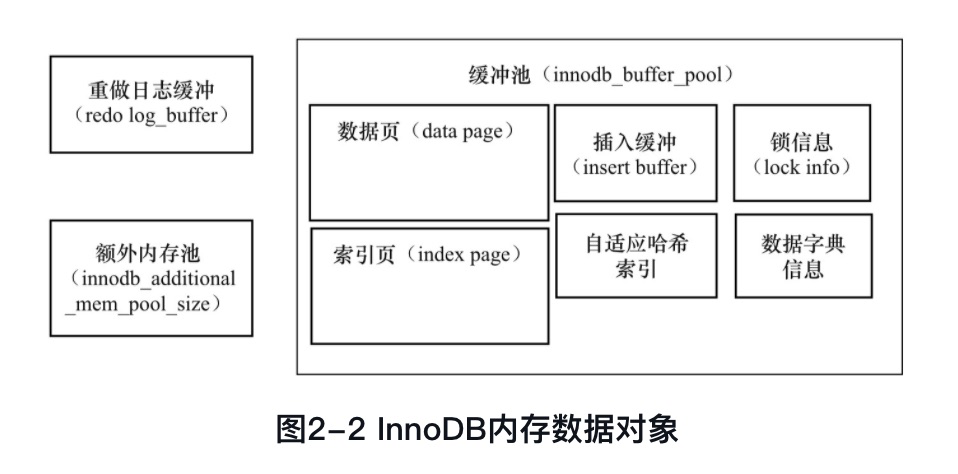 重做日志缓冲
（redo log_buffer）
额外内存池
（innodb_additional
_mem_pool_size）
缓冲池（innodb_buffer_pool）
数据页（data page）
插入缓冲
（insert buffer）
锁信息
（lock info）
索引页（index page）
自适应哈希
索引
数据字典
信息
图2-2 InnoDB内存数据对象